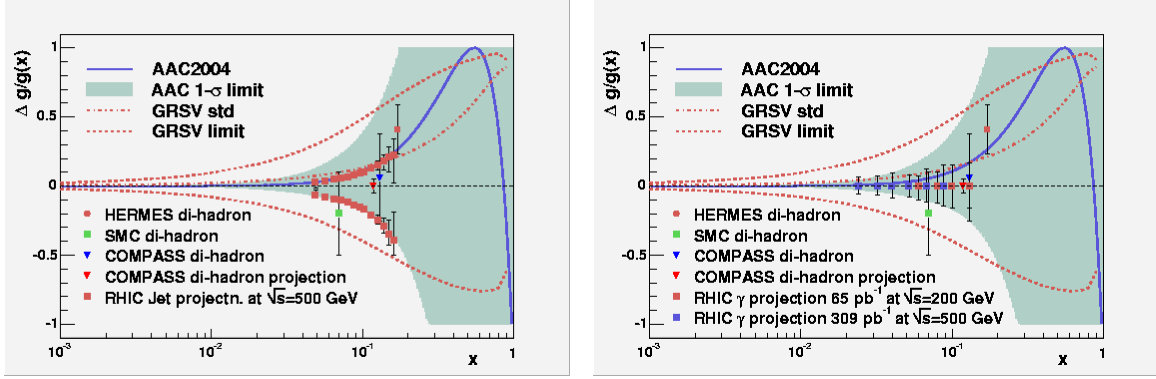 Δ g/g(x)
1
0.5
0
-0.5
-1
AAC2004
AAC 1-σ limit
GRSV std
GRSV limit
HERMES di-hadron
SMC di-hadron
COMPASS di-hadron
COMPASS di-hadron projection
RHIC Jet projectn. at √s=500 GeV
10⁻³ 10⁻² 10⁻¹ 1
x
Δ g/g(x)
1
0.5
0
-0.5
-1
AAC2004
AAC 1-σ limit
GRSV std
GRSV limit
HERMES di-hadron
SMC di-hadron
COMPASS di-hadron
COMPASS di-hadron projection
RHIC γ projection 65 pb⁻¹ at √s=200 GeV
RHIC γ projection 309 pb⁻¹ at √s=500 GeV
10⁻³ 10⁻² 10⁻¹ 1
x